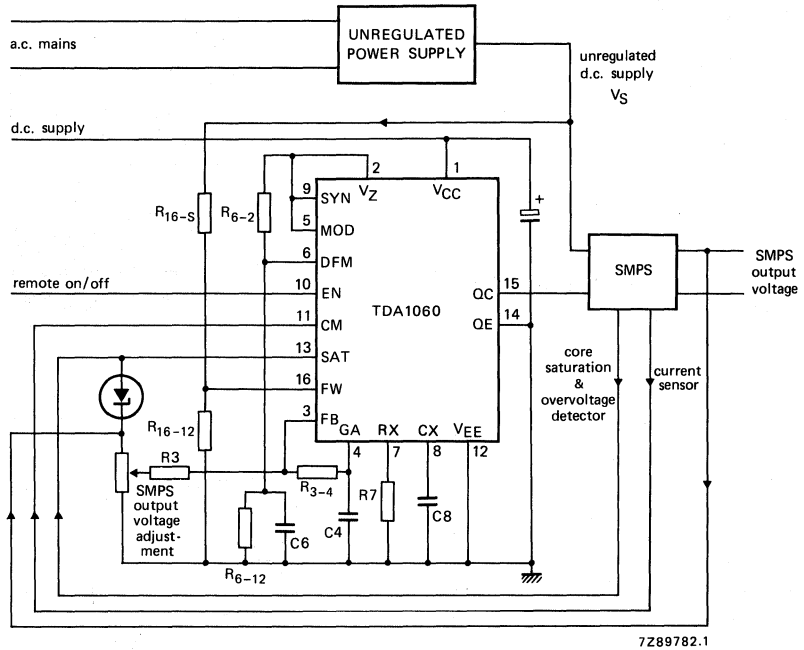 UNREGULATED
POWER SUPPLY
a.c. mains
unregulated
d.c. supply
VS
d.c. supply
2
1
+
9
SYN
VZ
VCC
R16-S
R6-2
5
MOD
6
DFM
SMPS
SMPS
output
voltage
remote on/off
10
EN
15
QC
TDA1060
11
CM
14
QE
13
SAT
core
saturation
&
overvoltage
detector
current
sensor
16
FW
3
FB
R16-12
GA
RX
CX
VEE
4
7
8
12
R3
R3-4
R7
SMPS
output
voltage
adjust-
ment
C8
C6
C4
R6-12
7Z89782.1